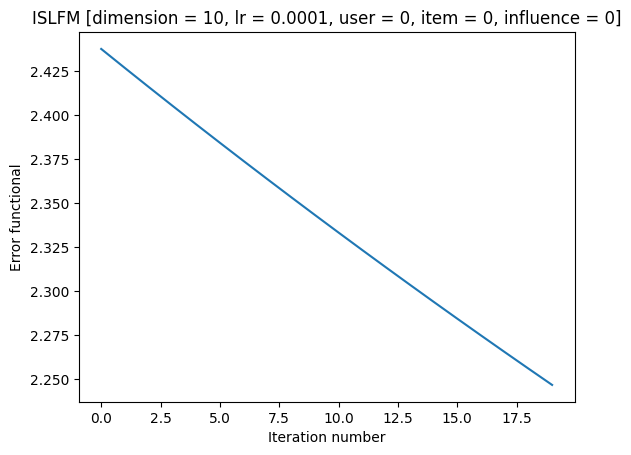 ISLFM [dimension = 10, lr = 0.0001, user = 0, item = 0, influence = 0]
Error functional
2.425
2.400
2.375
2.350
2.325
2.300
2.275
2.250
0.0 2.5 5.0 7.5 10.0 12.5 15.0 17.5
Iteration number